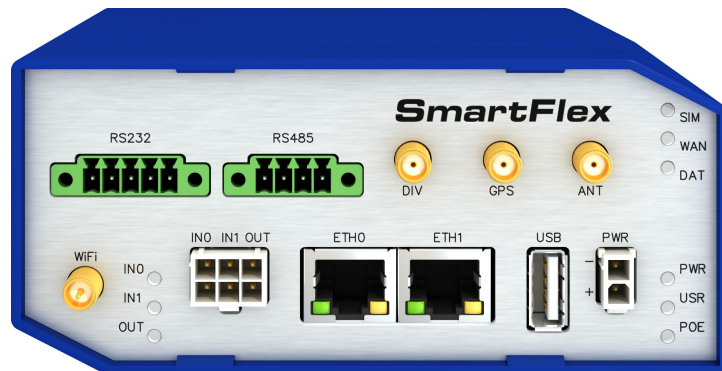 SmartFlex
SIM
WAN
DAT
RS232
RS485
DIV
GPS
ANT
IN0 IN1 OUT
ETH0
ETH1
USB
PWR
WiFi
IN0
IN1
OUT
-
+
PWR
USR
POE